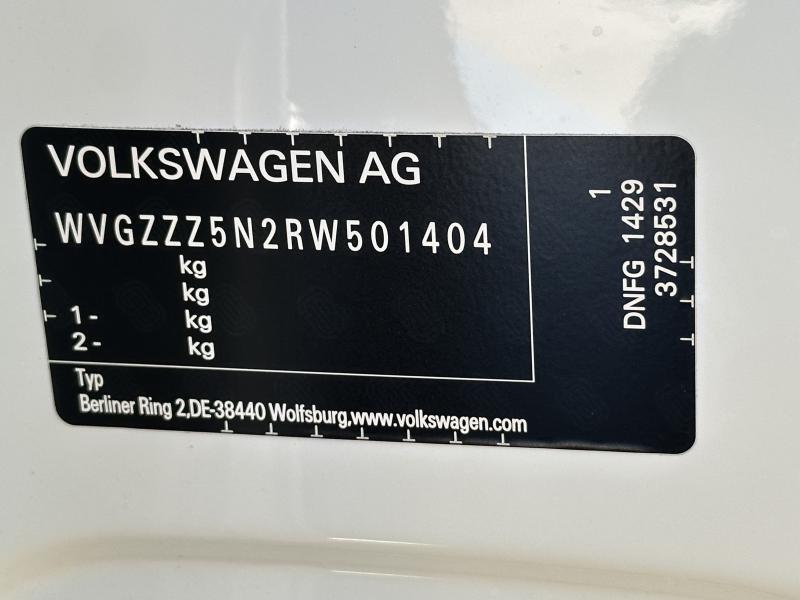 VOLKSWAGEN AG
WVGZZZ5N2RW501404
kg
kg
1- kg
2- kg
Typ
Berliner Ring 2,DE-38440 Wolfsburg,www.volkswagen.com
1
DNFG 1429
3728531